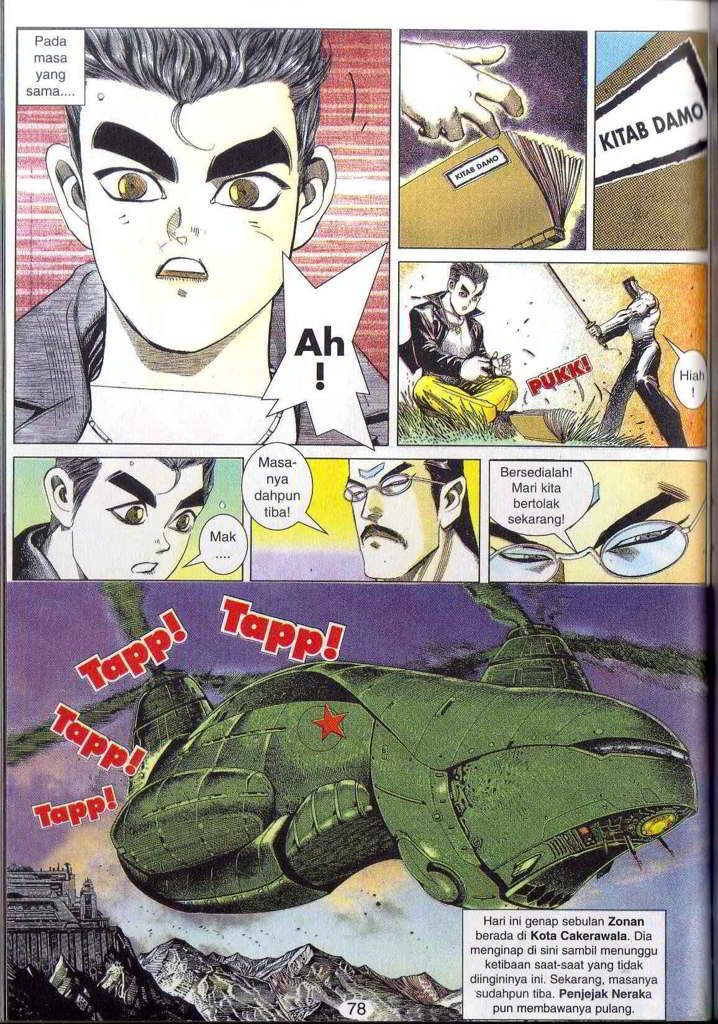 Pada
masa
yang
sama....
Ah
!
KITAB DAMO
KITAB DAMO
PUKK!
Hiah
!
Mak
....
Masa-
nya
dahpun
tiba!
Bersedialah!
Mari kita
bertolak
sekarang!
Tapp!
Tapp!
Tapp!
Tapp!
Hari ini genap sebulan Zonan
berada di Kota Cakerawala. Dia
menginap di sini sambil menunggu
ketibaan saat-saat yang tidak
diingininya ini. Sekarang, masanya
sudahpun tiba. Penjejak Neraka
pun membawanya pulang.
78